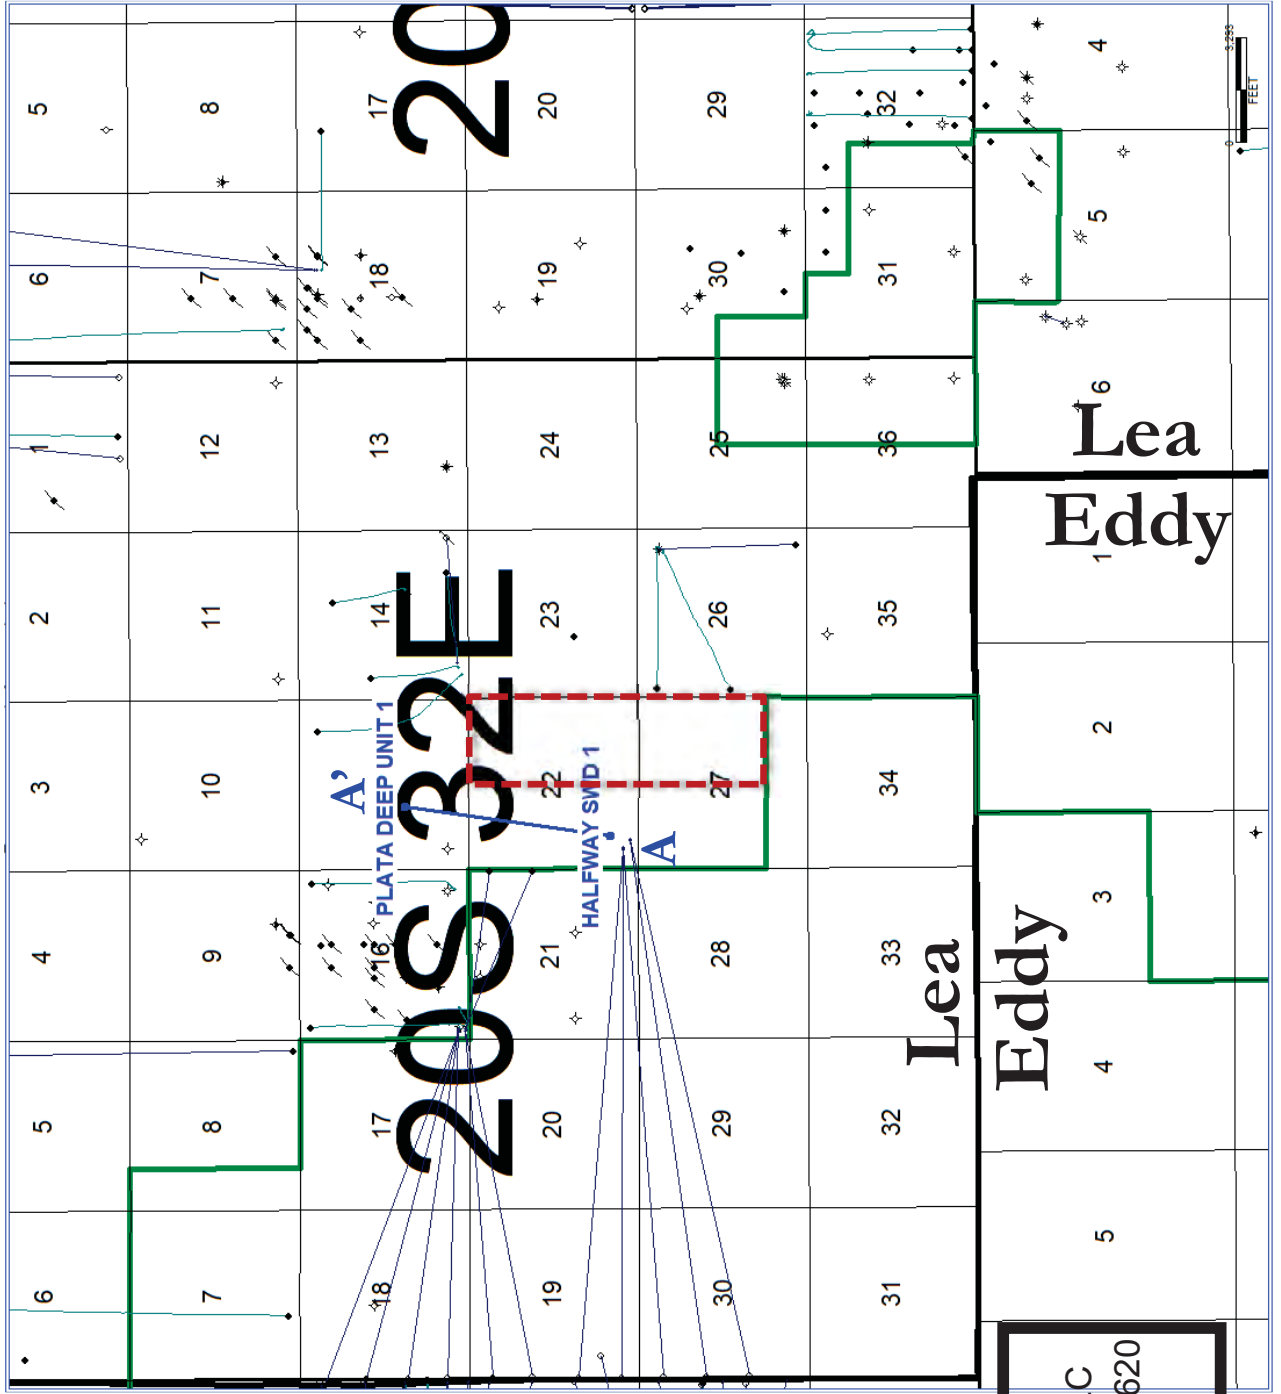 6 5 4 3 2 1 6 5
7 8 9 10 11 12 7 8
A'
PLATA DEEP UNIT 1
18 17 16 14 13 18 17
20S 32E
20
19 20 21 22 23 24 19 20
HALFWAY SWD 1
A
30 29 28 27 26 25 30 29
31 32 33 34 35 36 31 32
Lea
Eddy
5 4 3 2 1 6 5 4
Lea
Eddy
C
620
0 3,293
FEET